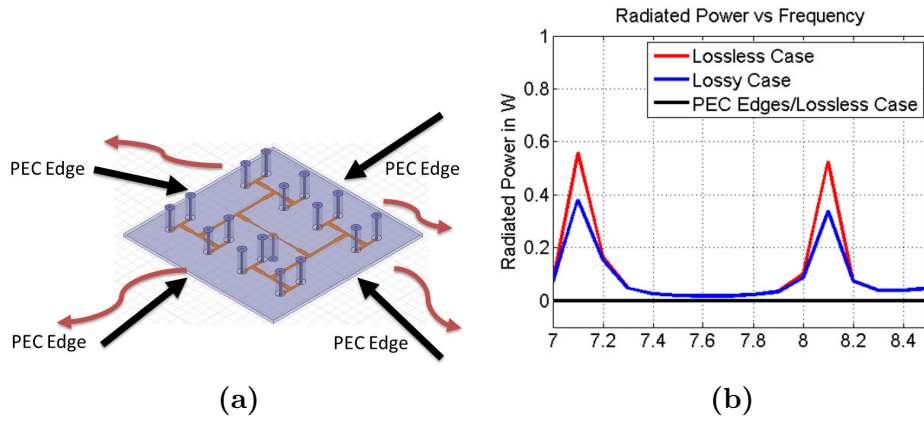 PEC Edge
PEC Edge
PEC Edge
PEC Edge
(a)
Radiated Power vs Frequency
Radiated Power in W
1
0.8
0.6
0.4
0.2
0
Lossless Case
Lossy Case
PEC Edges/Lossless Case
7 7.2 7.4 7.6 7.8 8 8.2 8.4
(b)